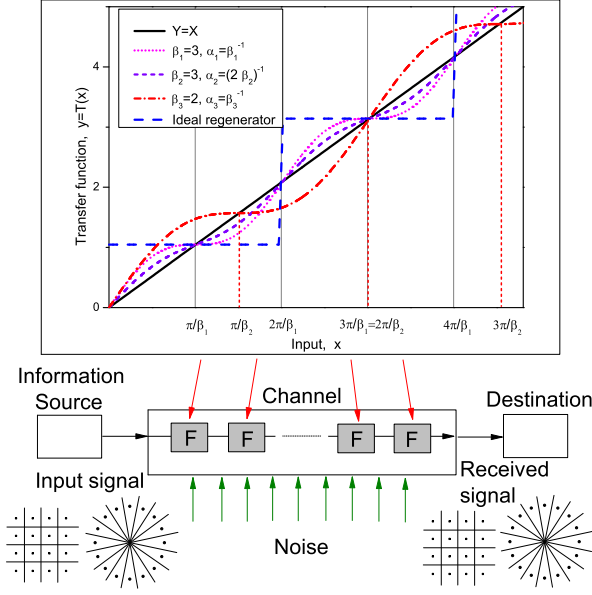 Y=X
β₁=3, α₁=β₁⁻¹
β₂=3, α₂=(2 β₂)⁻¹
β₃=2, α₃=β₃⁻¹
Ideal regenerator
Transfer function, y=T(x)
4
2
0
π/β₁ π/β₂ 2π/β₁ 3π/β₁=2π/β₂ 4π/β₁ 3π/β₂
Input, x
Information
Source
Channel
Destination
F F F F
Input signal
Received
signal
Noise